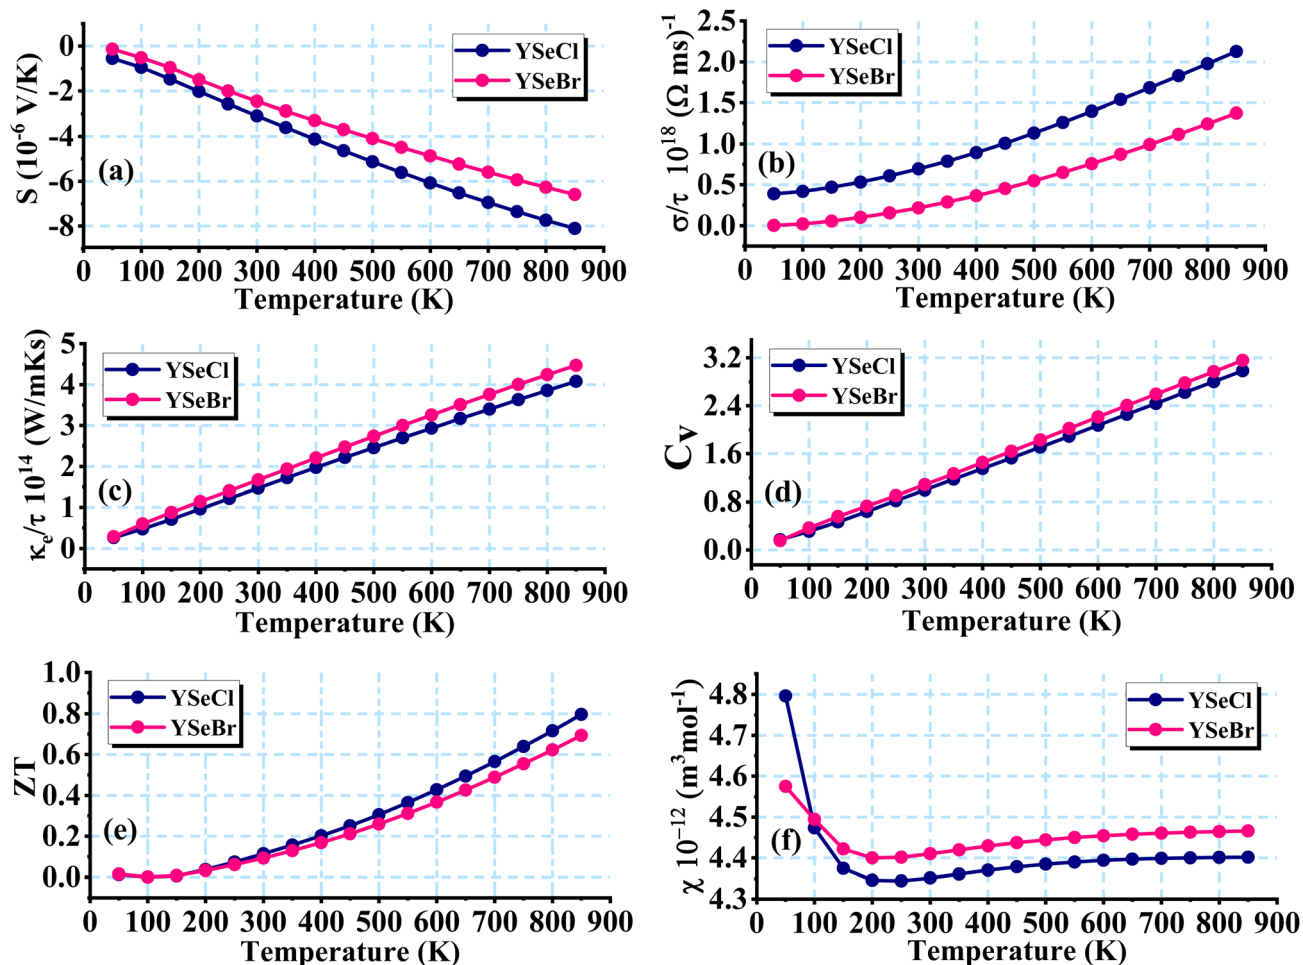 S (10⁻⁶ V/K)
0
-2
-4
-6
-8
YSeCl
YSeBr
(a)
0 100 200 300 400 500 600 700 800 900
Temperature (K)
σ/τ 10¹⁸ (Ω ms)⁻¹
2.5
2.0
1.5
1.0
0.5
0.0
YSeCl
YSeBr
(b)
0 100 200 300 400 500 600 700 800 900
Temperature (K)
κₑ/τ 10¹⁴ (W/mKs)
5
4
3
2
1
0
YSeCl
YSeBr
(c)
0 100 200 300 400 500 600 700 800 900
Temperature (K)
Cv
3.2
2.4
1.6
0.8
0.0
YSeCl
YSeBr
(d)
0 100 200 300 400 500 600 700 800 900
Temperature (K)
ZT
1.0
0.8
0.6
0.4
0.2
0.0
YSeCl
YSeBr
(e)
0 100 200 300 400 500 600 700 800 900
Temperature (K)
χ 10⁻¹² (m³mol⁻¹)
4.8
4.7
4.6
4.5
4.4
4.3
YSeCl
YSeBr
(f)
0 100 200 300 400 500 600 700 800 900
Temperature (K)